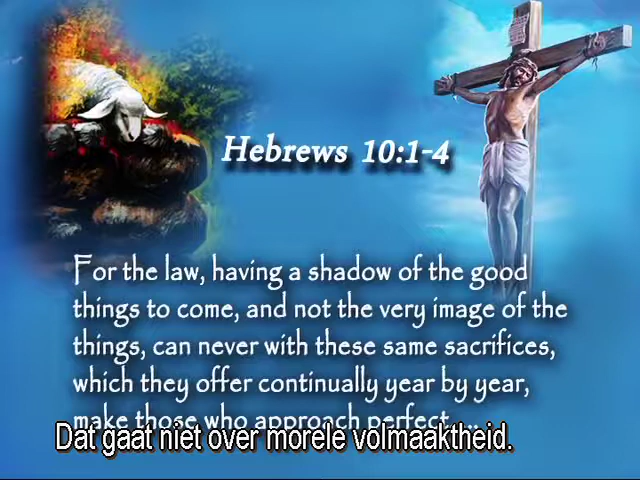 Hebrews 10:1-4
For the law, having a shadow of the good
things to come, and not the very image of the
things, can never with these same sacrifices,
which they offer continually year by year,
make those who approach perfect....
Dat gaat niet over morele volmaaktheid.